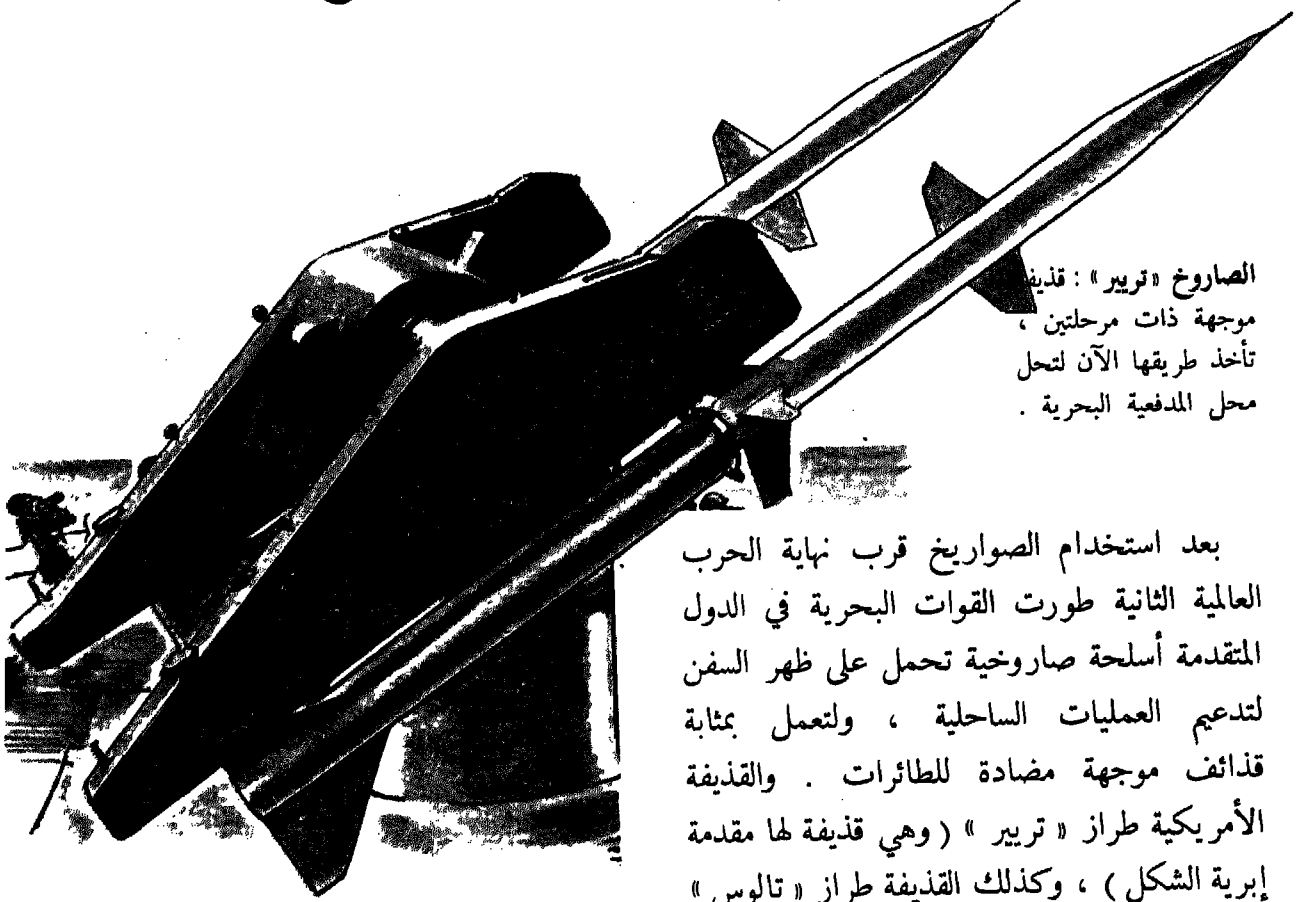 الصاروخ « تريير » : قذيفة
موجهة ذات مرحلتين ،
تأخذ طريقها الآن لتحل
محل المدفعية البحرية .
بعد استخدام الصواريخ قرب نهاية الحرب
العالمية الثانية طورت القوات البحرية في الدول
المتقدمة أسلحة صاروخية تحمل على ظهر السفن
لتدعيم العمليات الساحلية ، ولتعمل بمثابة
قذائف موجهة مضادة للطائرات . والقذيفة
الأمريكية طراز « تريير » ( وهي قذيفة لها مقدمة
إبرية الشكل ) ، وكذلك القذيفة طراز « تالوس »